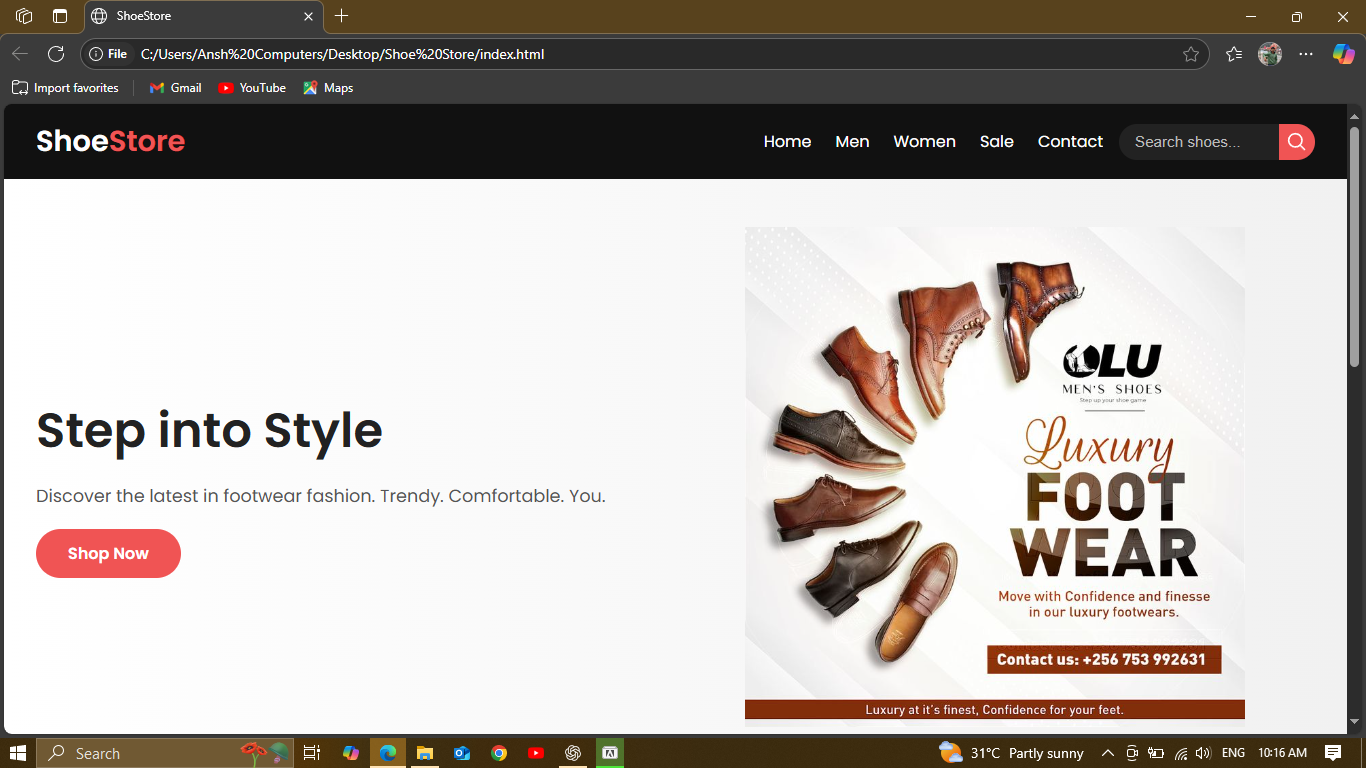 ShoeStore
File
C:/Users/Ansh%20Computers/Desktop/Shoe%20Store/index.html
Import favorites
Gmail
YouTube
Maps
ShoeStore
Home
Men
Women
Sale
Contact
Search shoes...
Step into Style
Discover the latest in footwear fashion. Trendy. Comfortable. You.
Shop Now
OLU
MEN'S SHOES
Step up your shoe game
Luxury
FOOT
WEAR
Move with Confidence and finesse
in our luxury footwears.
Contact us: +256 753 992631
Luxury at it's finest, Confidence for your feet.
Search
31°C Partly sunny
ENG
10:16 AM